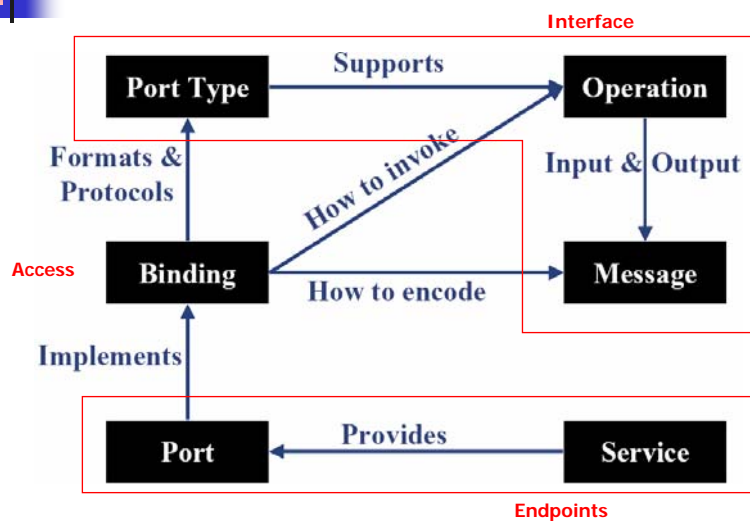 Interface
Supports
Port Type
Operation
Formats &
Protocols
How to invoke
Input & Output
Access
Binding
How to encode
Message
Implements
Port
Provides
Service
Endpoints